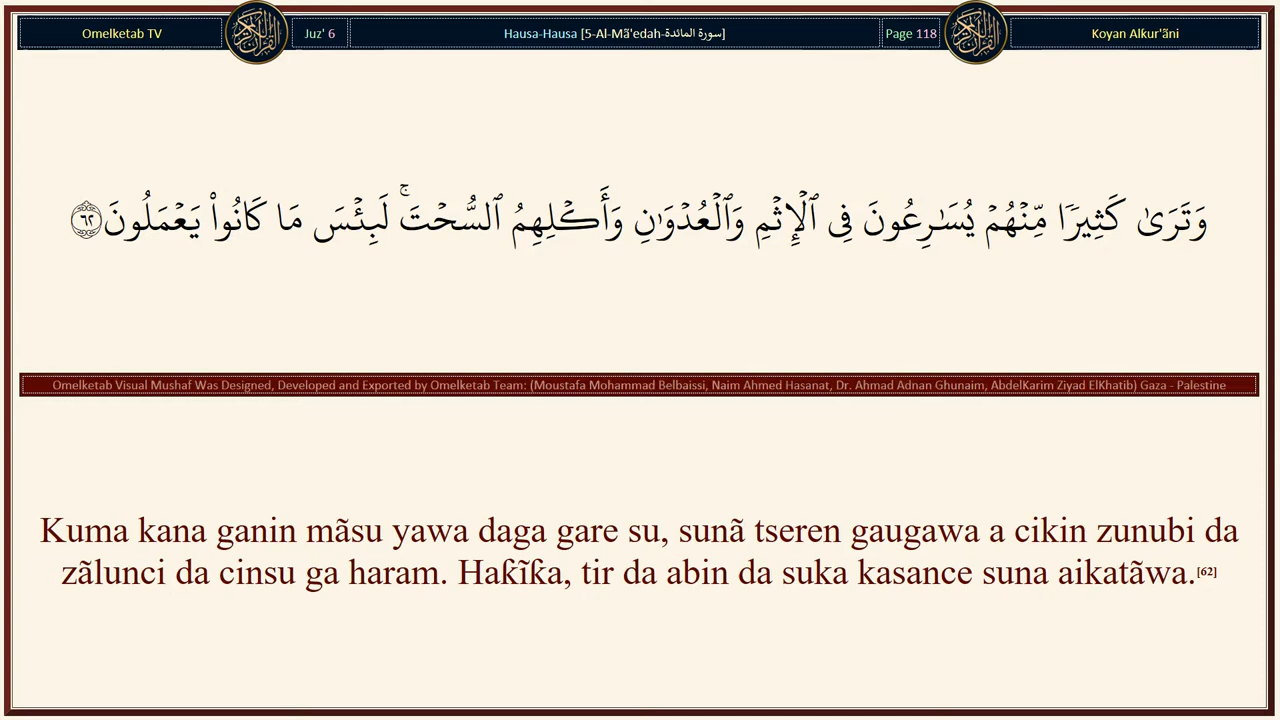 Omelketab TV
Juz' 6
Hausa-Hausa [5-Al-Mã'edah-سورة المائدة]
Page 118
Koyan Alƙur'ãni
وَتَرَىٰ كَثِيرٗا مِّنۡهُمۡ يُسَٰرِعُونَ فِي ٱلۡإِثۡمِ وَٱلۡعُدۡوَٰنِ وَأَكۡلِهِمُ ٱلسُّحۡتَۚ لَبِئۡسَ مَا كَانُواْ يَعۡمَلُونَ ٦٢
Omelketab Visual Mushaf Was Designed, Developed and Exported by Omelketab Team: (Moustafa Mohammad Belbaissi, Naim Ahmed Hasanat, Dr. Ahmad Adnan Ghunaim, AbdelKarim Ziyad ElKhatib) Gaza - Palestine
Kuma kana ganin mãsu yawa daga gare su, sunã tseren gaugawa a cikin zunubi da
zãlunci da cinsu ga haram. Haƙĩƙa, tir da abin da suka kasance suna aikatãwa.[62]